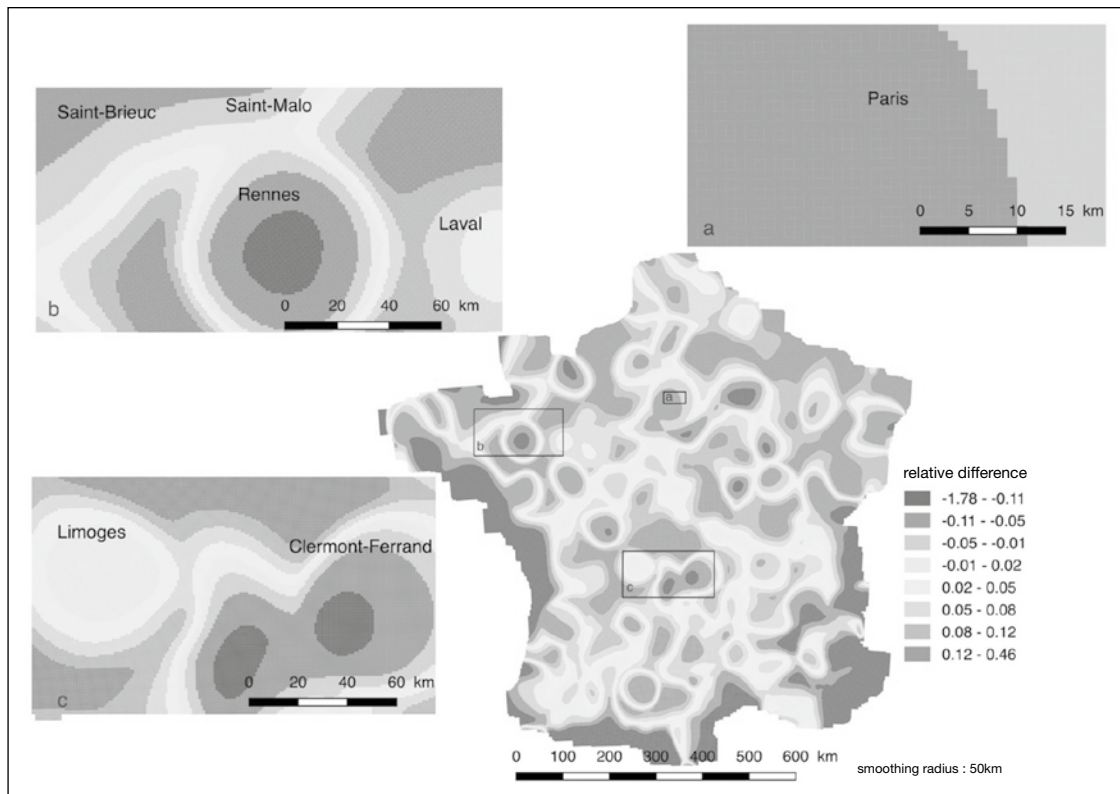 Paris
0 5 10 15 km
a
Saint-Brieuc
Saint-Malo
Rennes
Laval
b
0 20 40 60 km
a
b
c
Limoges
Clermont-Ferrand
c
0 20 40 60 km
relative difference
-1.78 - -0.11
-0.11 - -0.05
-0.05 - -0.01
-0.01 - 0.02
0.02 - 0.05
0.05 - 0.08
0.08 - 0.12
0.12 - 0.46
0 100 200 300 400 500 600 km
smoothing radius : 50km